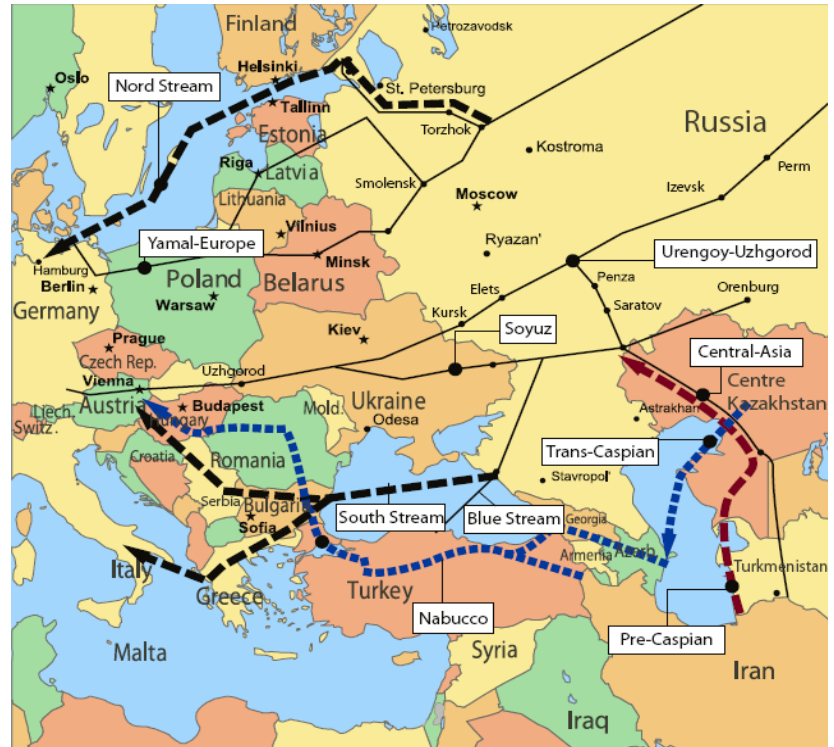 Finland
Petrozavodsk
Oslo
Helsinki
Nord Stream
St. Petersburg
Tallinn
Estonia
Torzhok
Russia
Riga
Latvia
Kostroma
Perm
Smolensk
Izevsk
Lithuania
Moscow
Vilnius
Yamal-Europe
Ryazan'
Urengoy-Uzhgorod
Hamburg
Poland
Minsk
Berlin
Belarus
Penza
Germany
Warsaw
Elets
Orenburg
Saratov
Kursk
Prague
Kiev
Soyuz
Czech Rep.
Central-Asia
Uzhgorod
Vienna
Centre
Liech.
Austria
Budapest
Ukraine
Kazakhstan
Switz.
Hungary
Mold.
Odesa
Astrakhan
Croatia
Romania
Trans-Caspian
Stavropol'
Serbia
Bulgaria
South Stream
Blue Stream
Georgia
Sofia
Armenia
Azerb.
Italy
Turkmenistan
Greece
Turkey
Nabucco
Pre-Caspian
Malta
Syria
Iran
Iraq